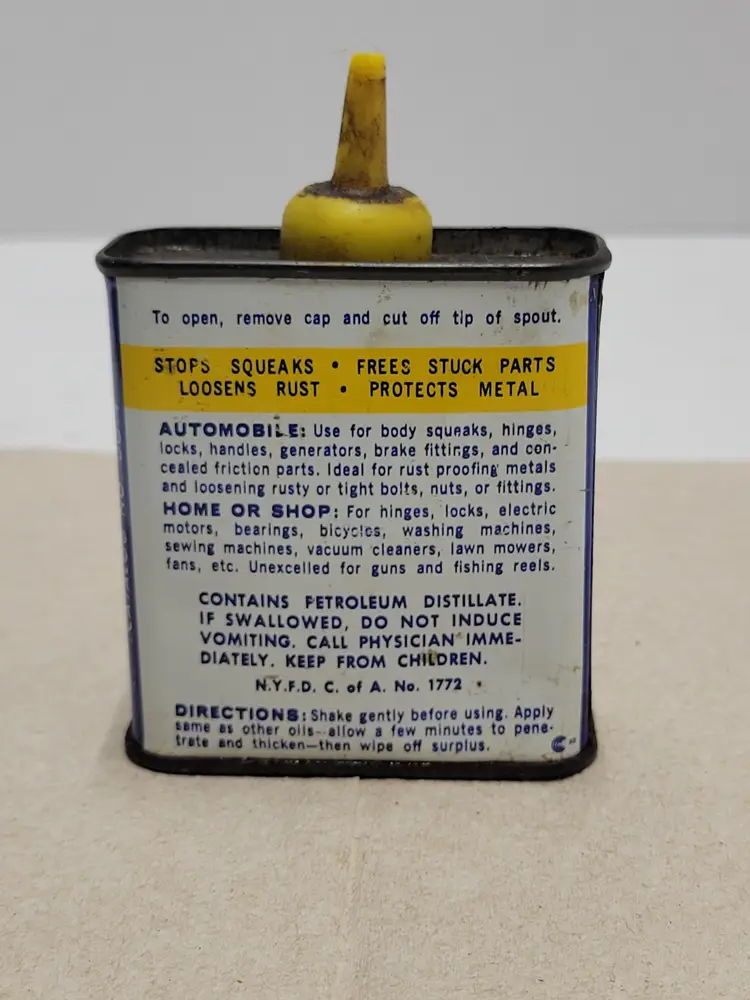 To open, remove cap and cut off tip of spout.
STOPS SQUEAKS • FREES STUCK PARTS
LOOSENS RUST • PROTECTS METAL
AUTOMOBILE: Use for body squeaks, hinges,
locks, handles, generators, brake fittings, and con-
cealed friction parts. Ideal for rust proofing metals
and loosening rusty or tight bolts, nuts, or fittings.
HOME OR SHOP: For hinges, locks, electric
motors, bearings, bicycles, washing machines,
sewing machines, vacuum cleaners, lawn mowers,
fans, etc. Unexcelled for guns and fishing reels.
CONTAINS PETROLEUM DISTILLATE.
IF SWALLOWED, DO NOT INDUCE
VOMITING. CALL PHYSICIAN IMME-
DIATELY. KEEP FROM CHILDREN.
N.Y.F.D. C. of A. No. 1772
DIRECTIONS: Shake gently before using. Apply
same as other oils--allow a few minutes to pene-
trate and thicken—then wipe off surplus.